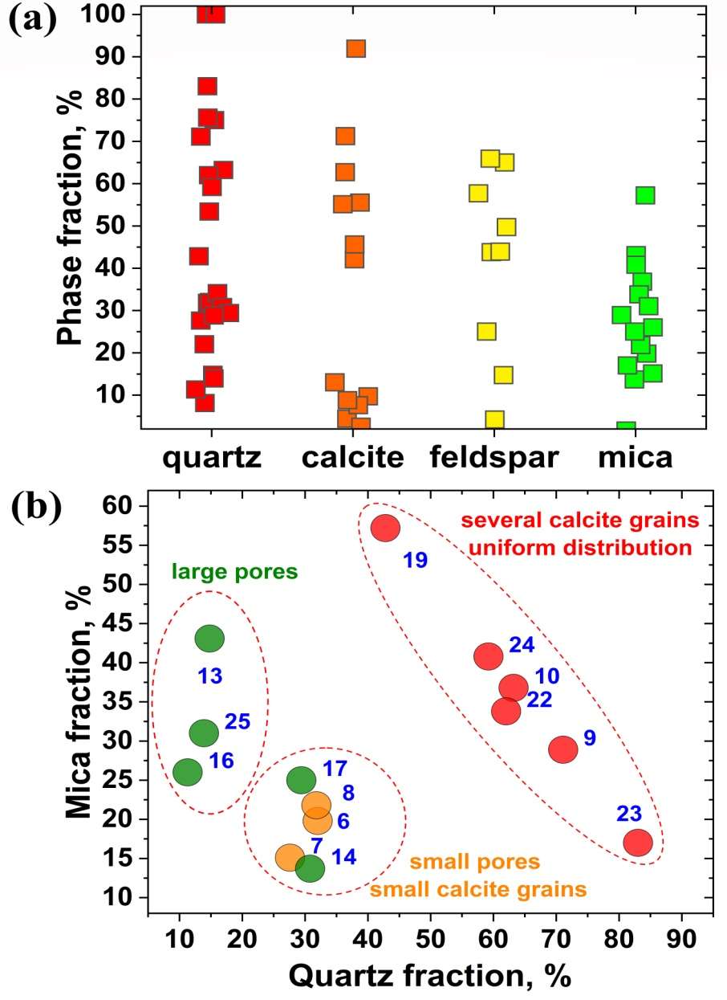 (a)
Phase fraction, %
100
90
80
70
60
50
40
30
20
10
quartz calcite feldspar mica
(b)
Mica fraction, %
60
55
50
45
40
35
30
25
20
15
10
several calcite grains
uniform distribution
large pores
19
24
13
10
22
25
9
16
17
8
6
23
7
14
small pores
small calcite grains
10 20 30 40 50 60 70 80 90
Quartz fraction, %